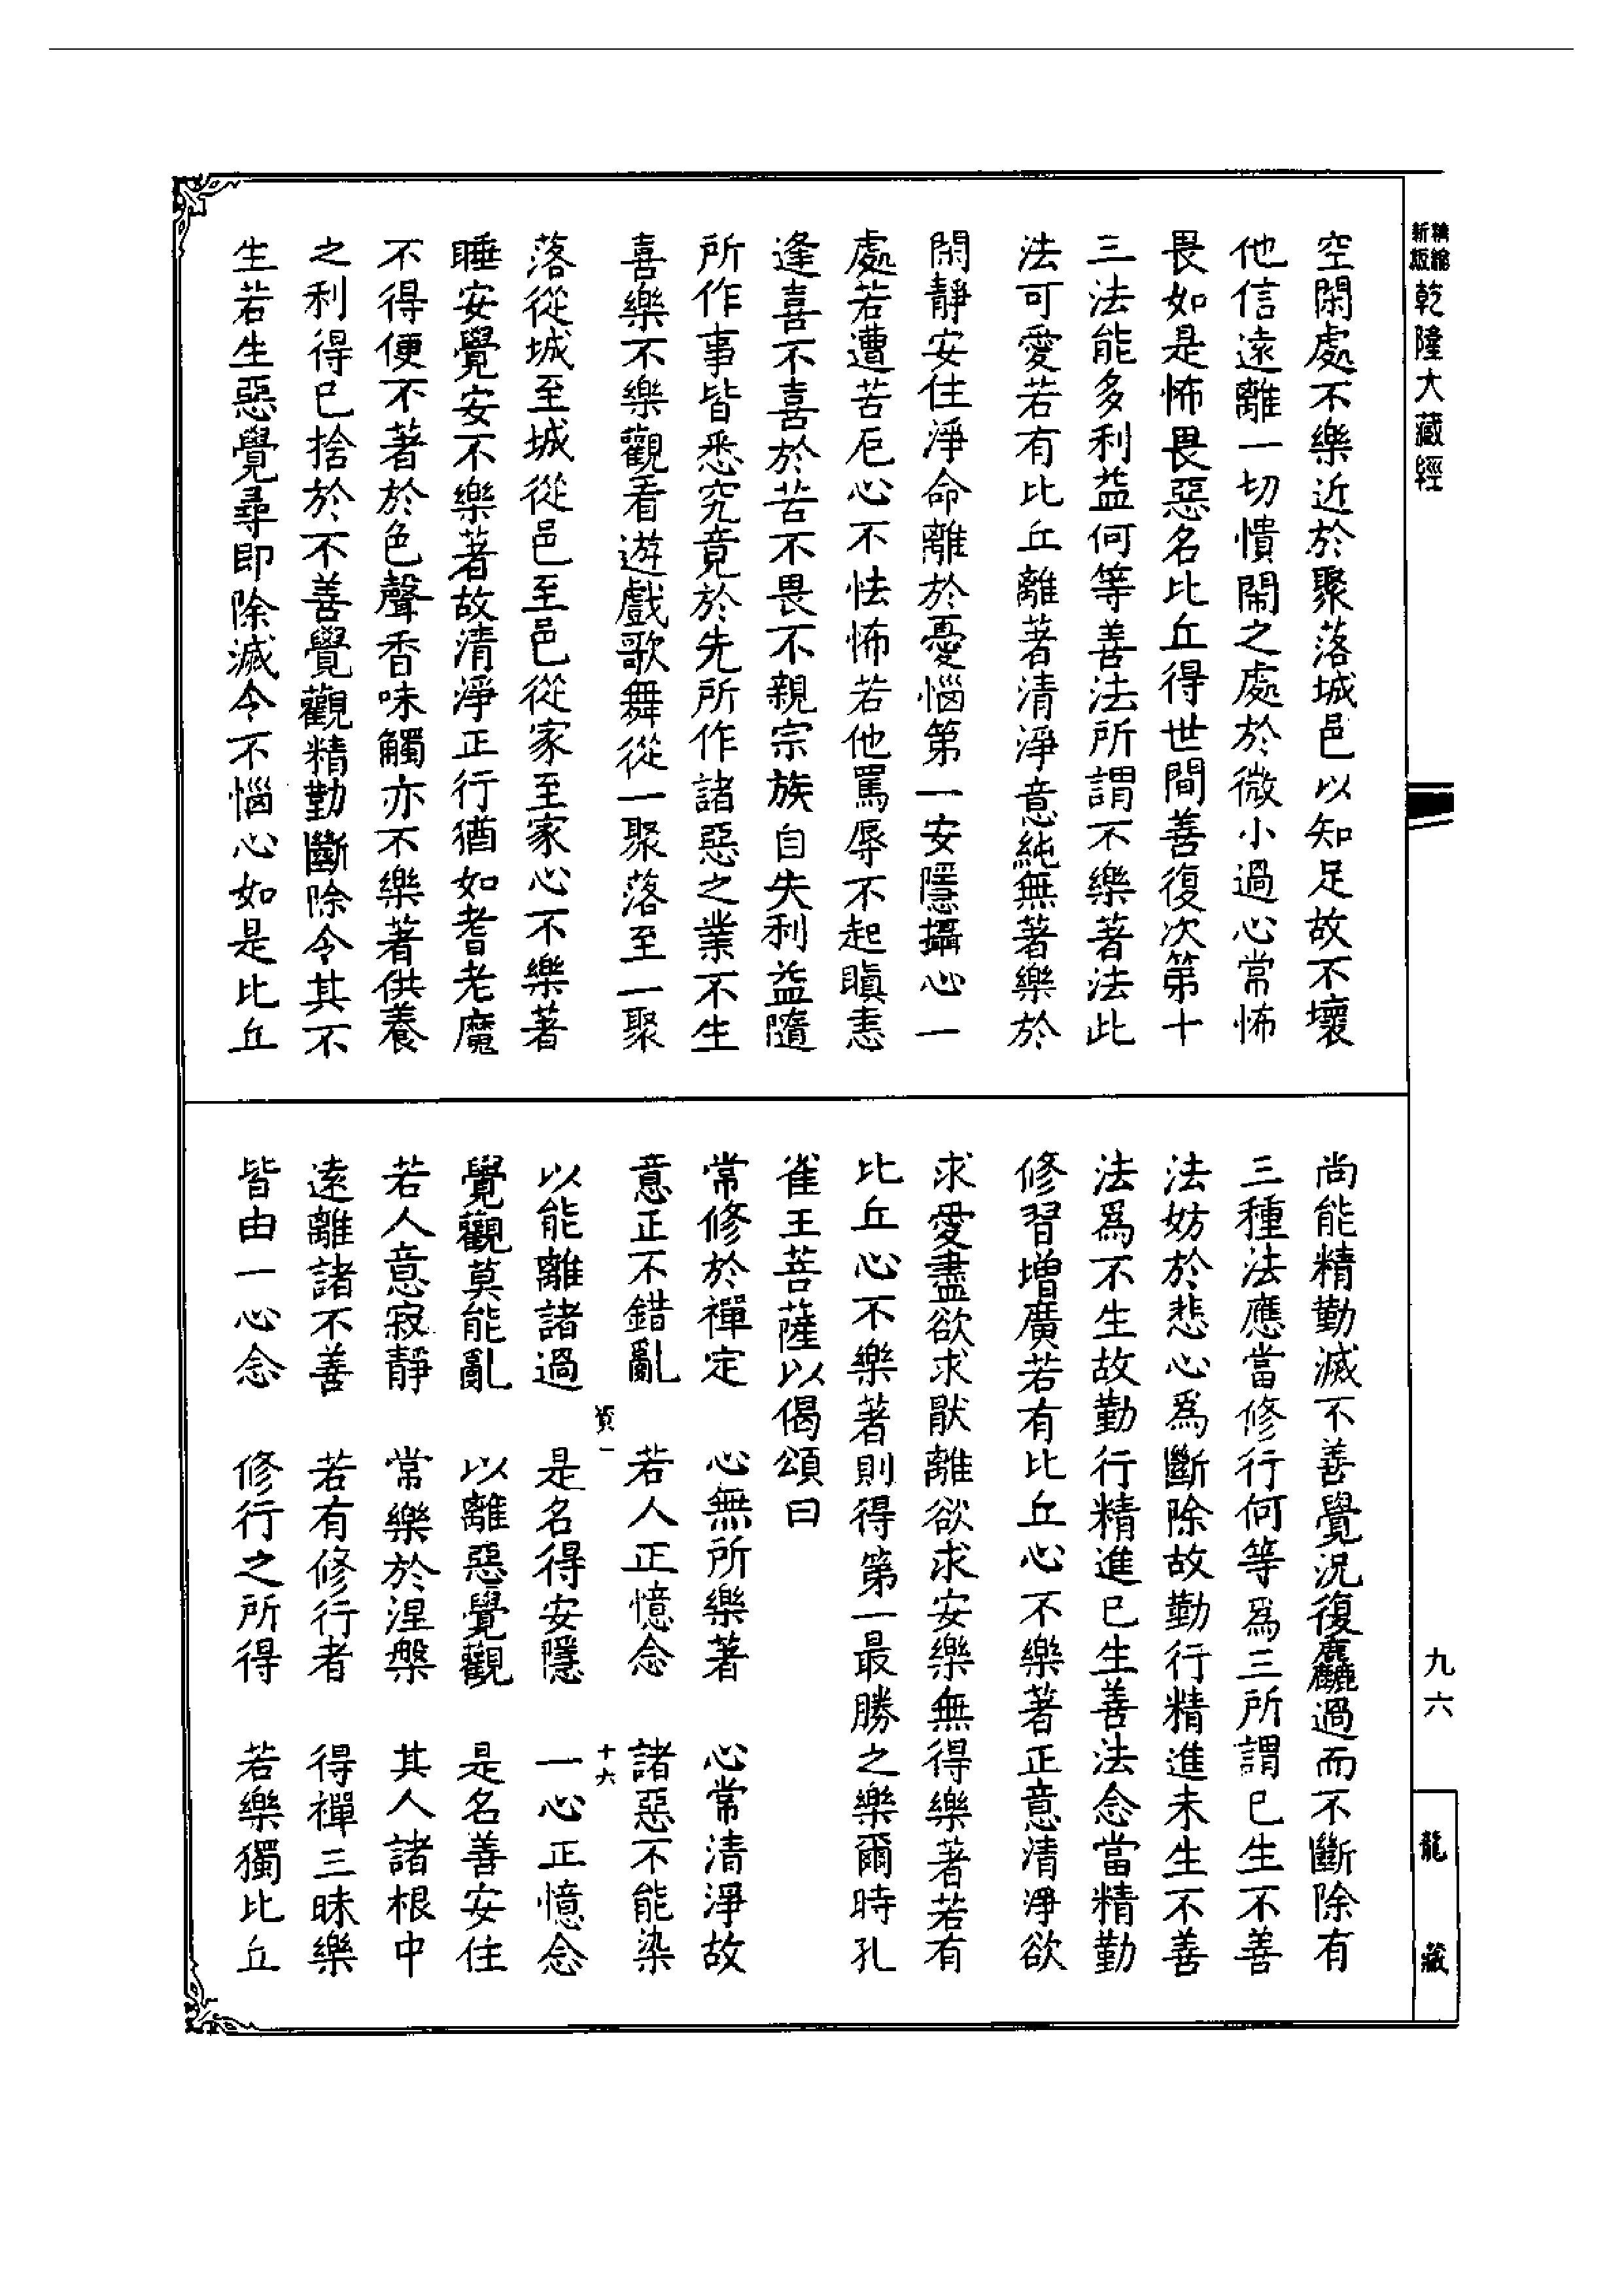 精縮新版乾隆大藏經
空閑處不樂近於聚落城邑以知足故不壞
他信遠離一切憒閙之處於微小過心常怖
畏如是怖畏畏惡名比丘得世間善復次第十
三法能多利益何等善法所謂不樂著法此
法可愛若有比丘離著清淨意純無著樂於
閑靜安住淨命離於憂惱第一安隱攝心一
處若遭苦厄心不怯怖若他罵辱不起瞋恚
逢喜不喜於苦不畏不親宗族自失利益隨
所作事皆悉究竟於先所作諸惡之業不生
喜樂不樂觀看遊戲歌舞從一聚落至一聚
落從城至城從邑至邑從家至家心不樂著
睡安覺安不樂著故清淨正行猶如耆老魔
不得便不著於色聲香味觸亦不樂著供養
之利得已捨於不善覺觀精勤斷除令其不
生若生惡覺尋即除滅令不惱心如是比丘
尚能精勤滅不善覺況復麤過而不斷除有
三種法應當修行何等爲三所謂已生不善
法妨於悲心爲斷除故勤行精進未生不善
法爲不生故勤行精進已生善法念當精勤
修習增廣若有比丘心不樂著正意清淨欲
求愛盡欲求猒離欲求安樂無得樂著若有
比丘心不樂著則得第一最勝之樂爾時孔
雀王菩薩以偈頌曰
常修於禪定　心無所樂著　心常清淨故
意正不錯亂　若人正憶念　諸惡不能染
資一　十六
以能離諸過　是名得安隱　一心正憶念
覺觀莫能亂　以離惡覺觀　是名善安住
若人意寂靜　常樂於涅槃　其人諸根中
遠離諸不善　若有修行者　得禪三昧樂
皆由一心念　修行之所得　若樂獨比丘
九六
龍藏